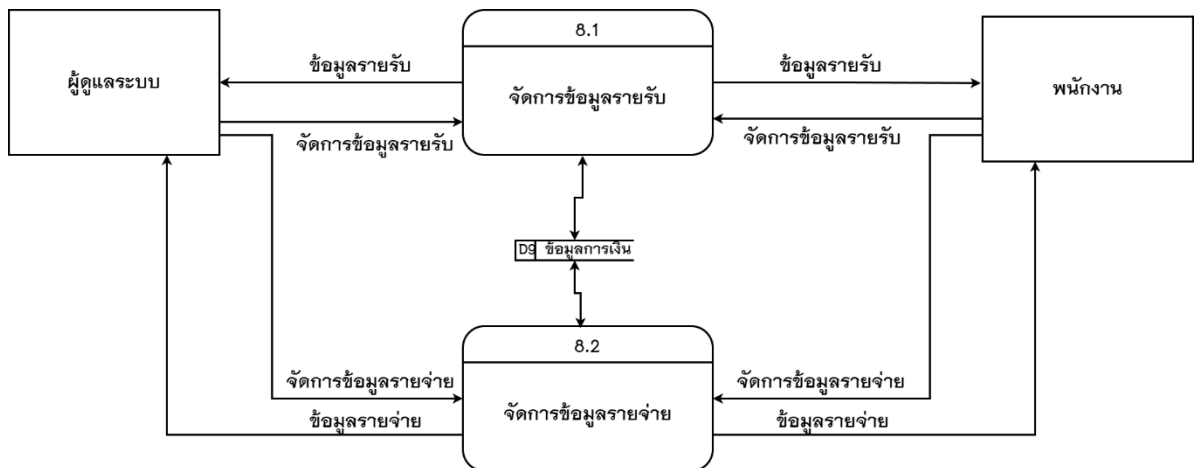 8.1
ผู้ดูแลระบบ
ข้อมูลรายรับ
จัดการข้อมูลรายรับ
ข้อมูลรายรับ
พนักงาน
จัดการข้อมูลรายรับ
จัดการข้อมูลรายรับ
D9 ข้อมูลการเงิน
8.2
จัดการข้อมูลรายจ่าย
จัดการข้อมูลรายจ่าย
ข้อมูลรายจ่าย
จัดการข้อมูลรายจ่าย
ข้อมูลรายจ่าย